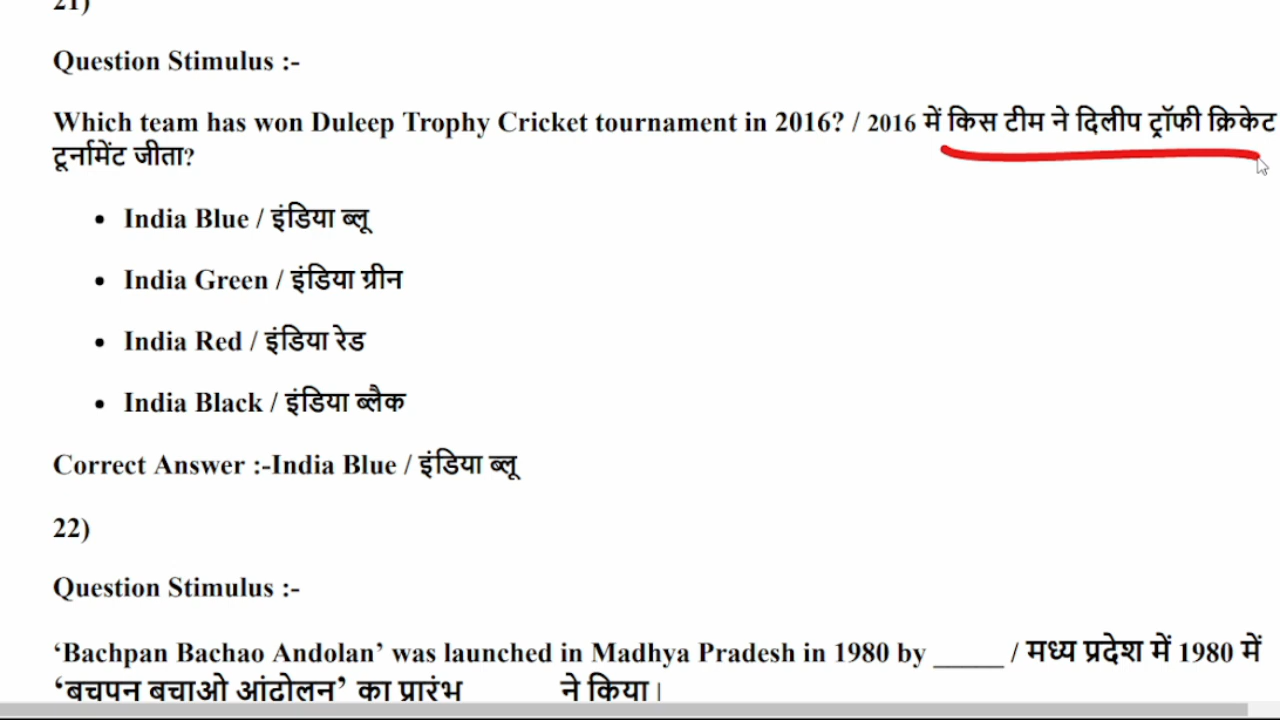 21)
Question Stimulus :-
Which team has won Duleep Trophy Cricket tournament in 2016? / 2016 में किस टीम ने दिलीप ट्रॉफी क्रिकेट
टूर्नामेंट जीता?
• India Blue / इंडिया ब्लू
• India Green / इंडिया ग्रीन
• India Red / इंडिया रेड
• India Black / इंडिया ब्लैक
Correct Answer :-India Blue / इंडिया ब्लू
22)
Question Stimulus :-
‘Bachpan Bachao Andolan’ was launched in Madhya Pradesh in 1980 by _____ / मध्य प्रदेश में 1980 में
‘बचपन बचाओ आंदोलन’ का प्रारंभ ने किया।